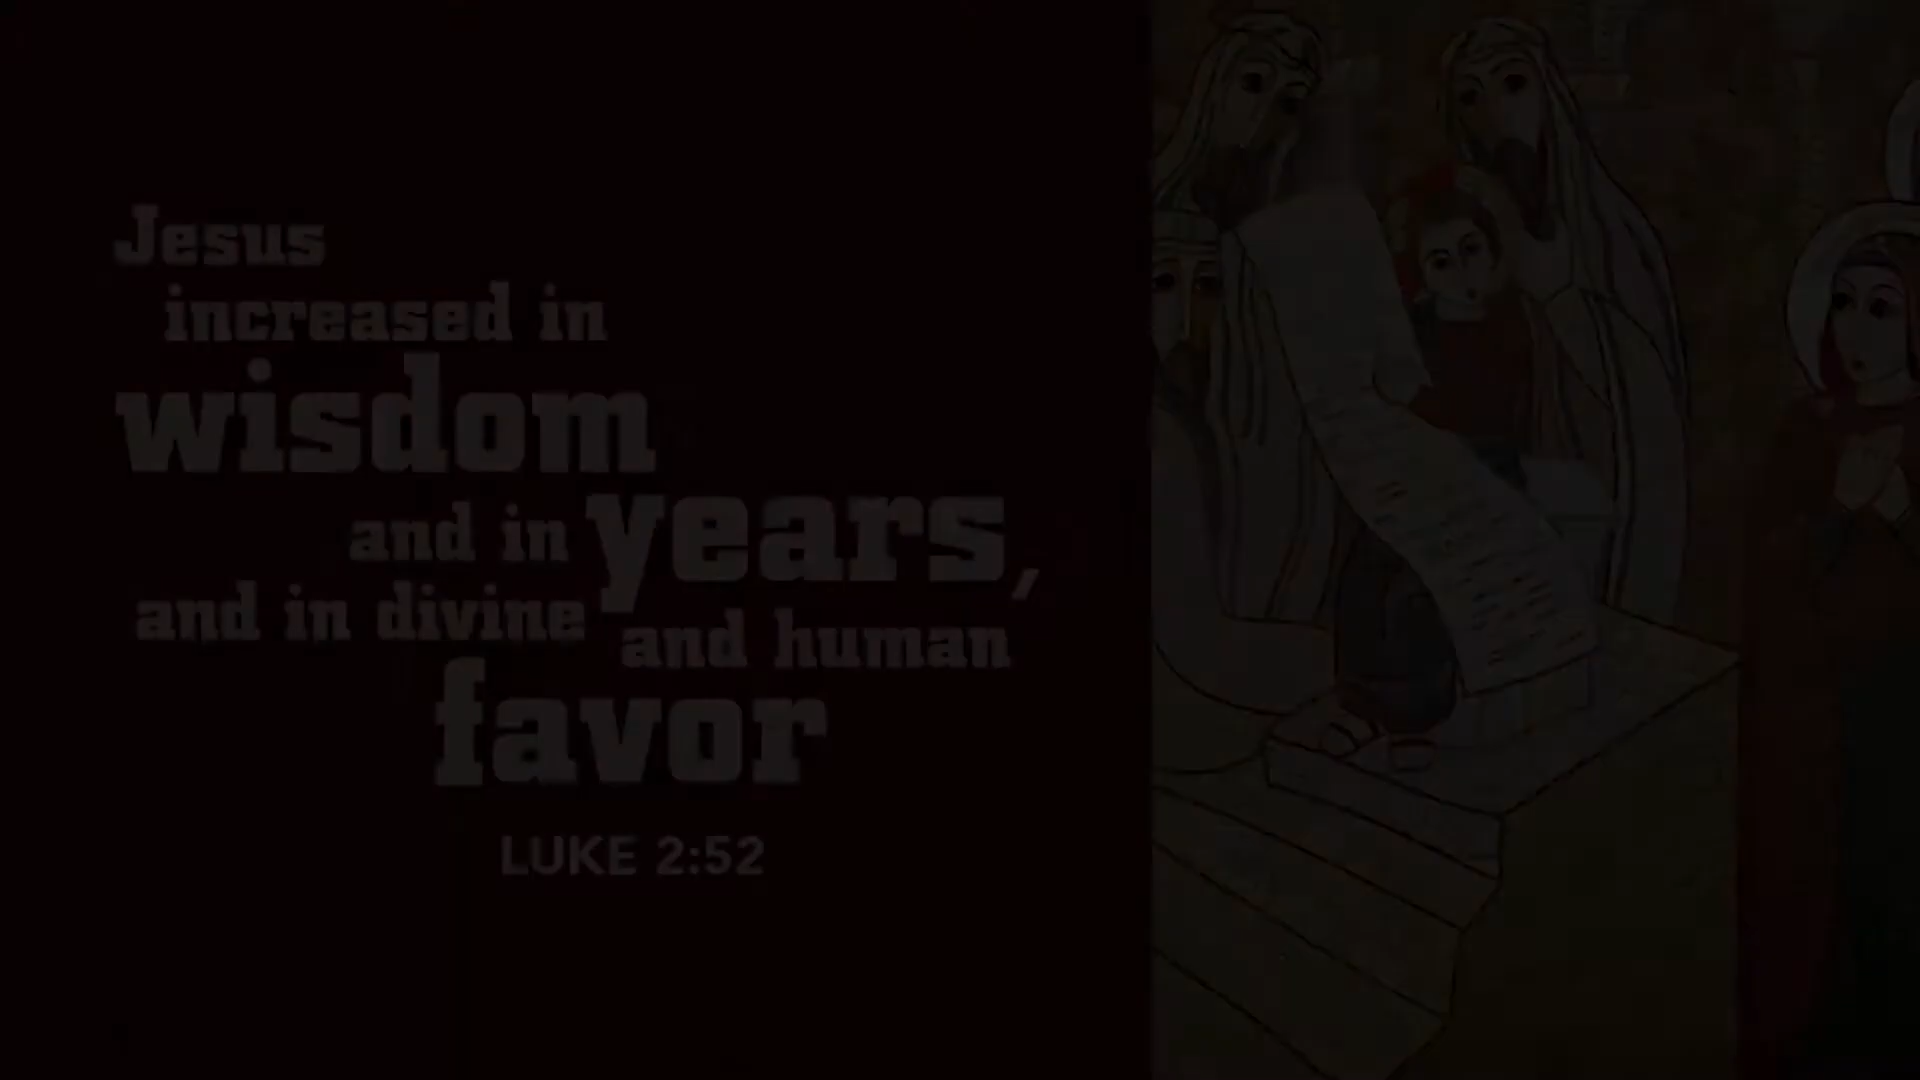 Jesus
increased in
wisdom
and in years,
and in divine and human
favor
LUKE 2:52